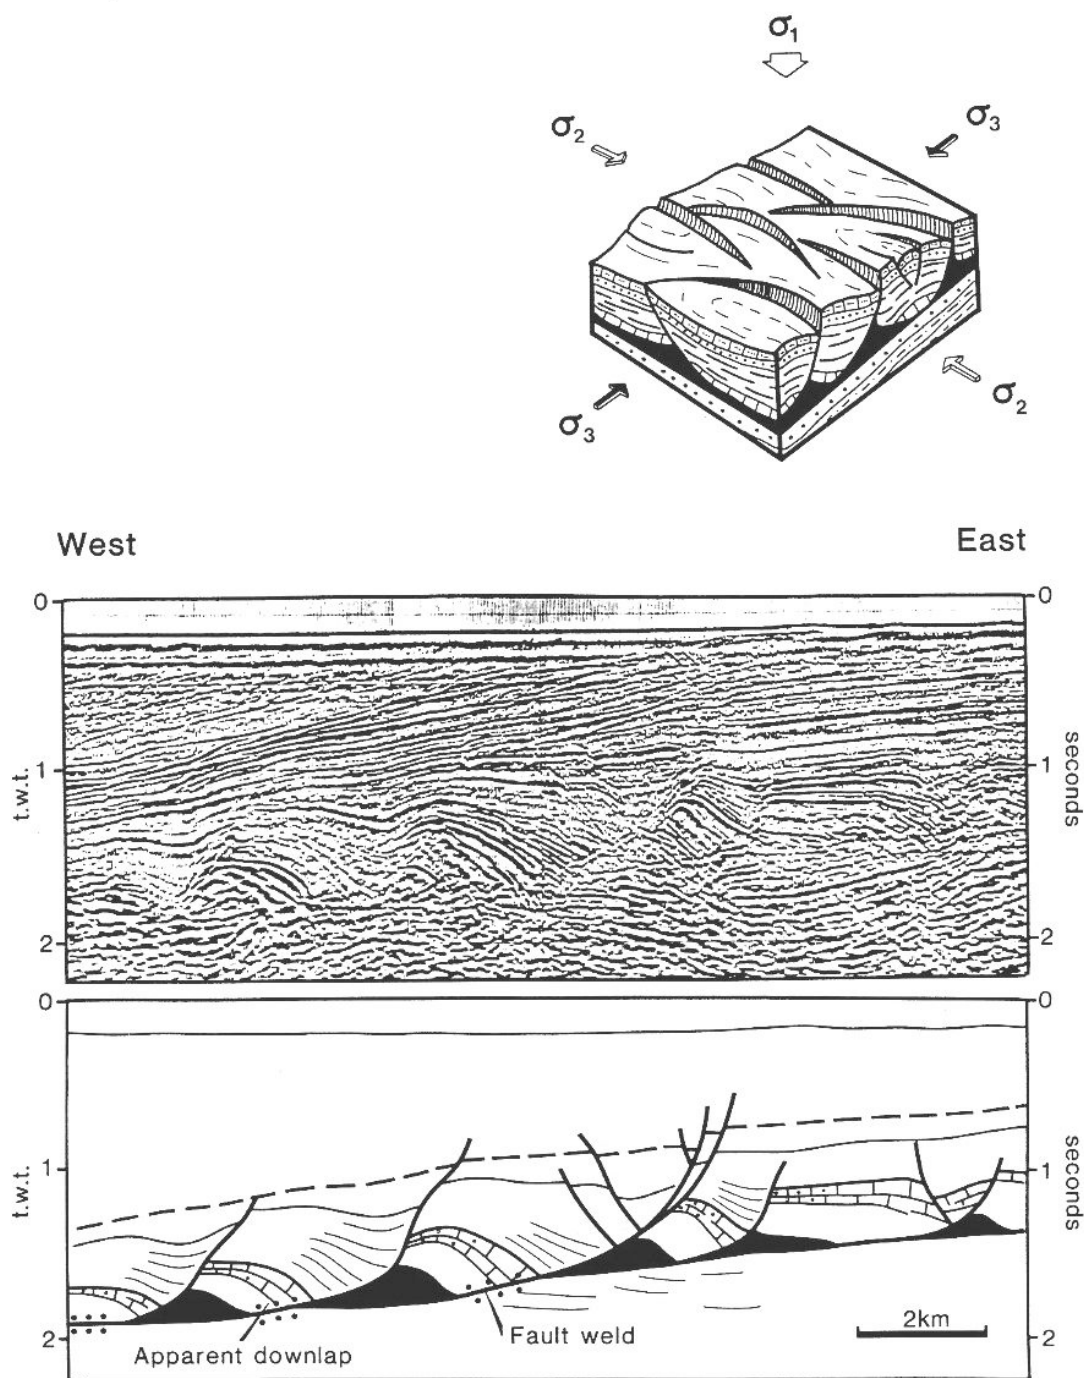 σ1
σ2
σ3
σ3
σ2
West
East
0
0
t.w.t.
1
1
seconds
2
2
0
0
t.w.t.
1
1
seconds
2km
2
2
Fault weld
Apparent downlap